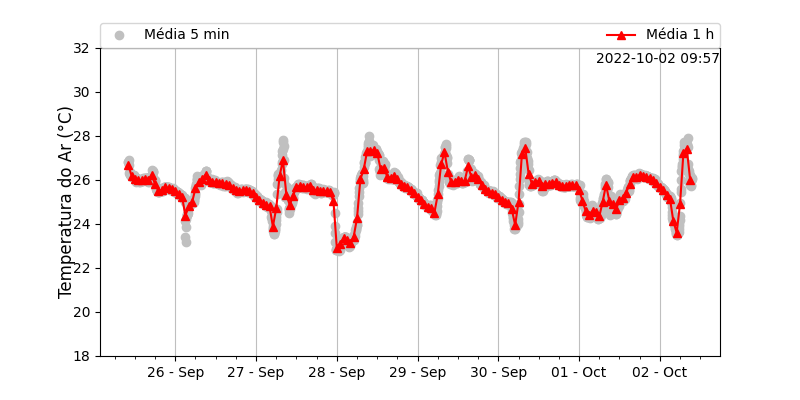 Média 5 min
Média 1 h
2022-10-02 09:57
Temperatura do Ar (°C)
32
30
28
26
24
22
20
18
26 - Sep
27 - Sep
28 - Sep
29 - Sep
30 - Sep
01 - Oct
02 - Oct